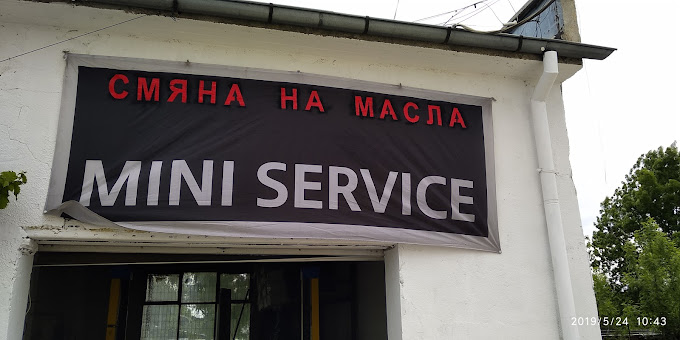 СМЯНА НА МАСЛА
MINI SERVICE
2019/5/24 10:43